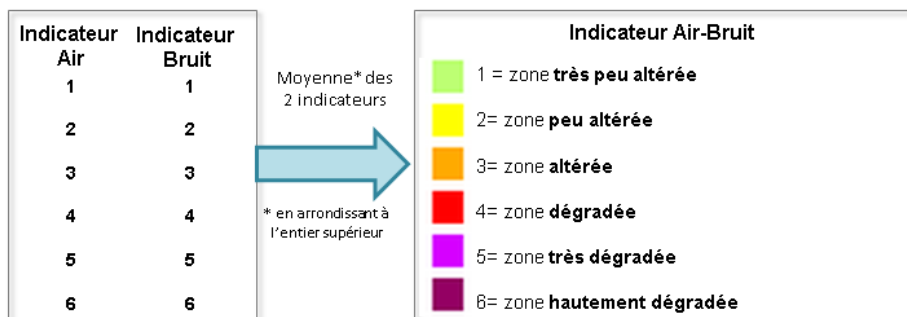 Indicateur Indicateur
Air Bruit
1 1
2 2
3 3
4 4
5 5
6 6
Moyenne* des
2 indicateurs
* en arrondissant à
l'entier supérieur
Indicateur Air-Bruit
1 = zone très peu altérée
2= zone peu altérée
3= zone altérée
4= zone dégradée
5= zone très dégradée
6= zone hautement dégradée